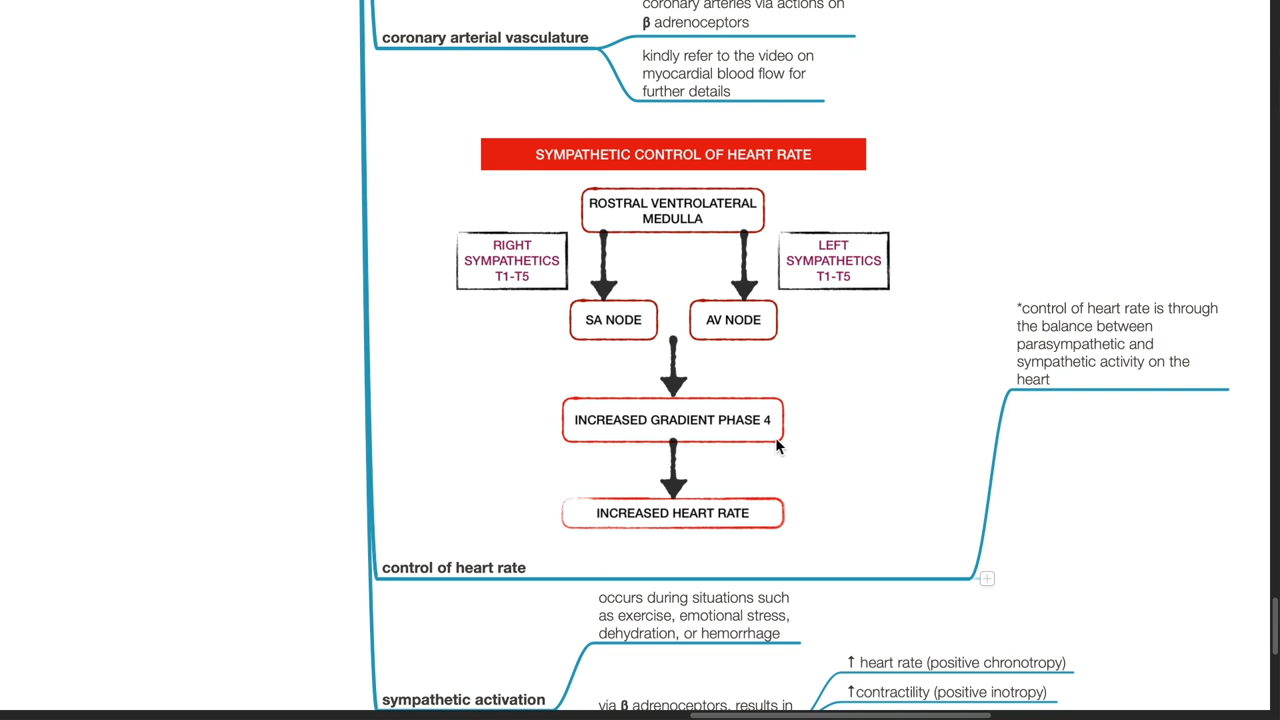 coronary arteries via actions on
β adrenoceptors
coronary arterial vasculature
kindly refer to the video on
myocardial blood flow for
further details
SYMPATHETIC CONTROL OF HEART RATE
ROSTRAL VENTROLATERAL
MEDULLA
RIGHT
SYMPATHETICS
T1-T5
LEFT
SYMPATHETICS
T1-T5
SA NODE
AV NODE
INCREASED GRADIENT PHASE 4
INCREASED HEART RATE
*control of heart rate is through
the balance between
parasympathetic and
sympathetic activity on the
heart
control of heart rate
occurs during situations such
as exercise, emotional stress,
dehydration, or hemorrhage
sympathetic activation
↑ heart rate (positive chronotropy)
↑contractility (positive inotropy)
via β adrenoceptors, results in